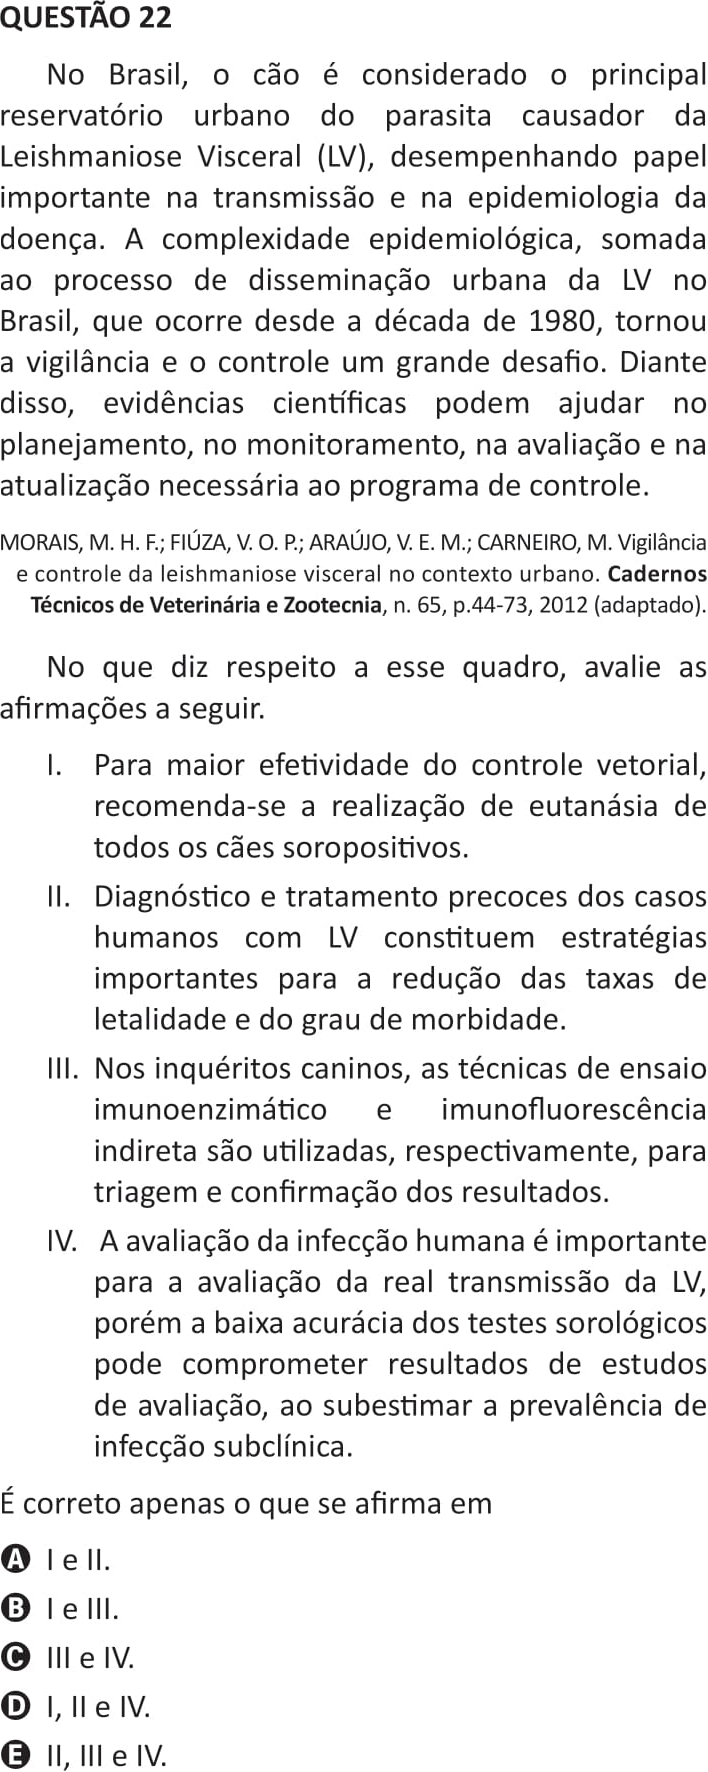 QUESTÃO 22
No Brasil, o cão é considerado o principal
reservatório urbano do parasita causador da
Leishmaniose Visceral (LV), desempenhando papel
importante na transmissão e na epidemiologia da
doença. A complexidade epidemiológica, somada
ao processo de disseminação urbana da LV no
Brasil, que ocorre desde a década de 1980, tornou
a vigilância e o controle um grande desafio. Diante
disso, evidências científicas podem ajudar no
planejamento, no monitoramento, na avaliação e na
atualização necessária ao programa de controle.
MORAIS, M. H. F.; FIÚZA, V. O. P.; ARAÚJO, V. E. M.; CARNEIRO, M. Vigilância
e controle da leishmaniose visceral no contexto urbano. Cadernos
Técnicos de Veterinária e Zootecnia, n. 65, p.44-73, 2012 (adaptado).
No que diz respeito a esse quadro, avalie as
afirmações a seguir.
I. Para maior efetividade do controle vetorial,
recomenda-se a realização de eutanásia de
todos os cães soropositivos.
II. Diagnóstico e tratamento precoces dos casos
humanos com LV constituem estratégias
importantes para a redução das taxas de
letalidade e do grau de morbidade.
III. Nos inquéritos caninos, as técnicas de ensaio
imunoenzimático e imunofluorescência
indireta são utilizadas, respectivamente, para
triagem e confirmação dos resultados.
IV. A avaliação da infecção humana é importante
para a avaliação da real transmissão da LV,
porém a baixa acurácia dos testes sorológicos
pode comprometer resultados de estudos
de avaliação, ao subestimar a prevalência de
infecção subclínica.
É correto apenas o que se afirma em
A I e II.
B I e III.
C III e IV.
D I, II e IV.
E II, III e IV.